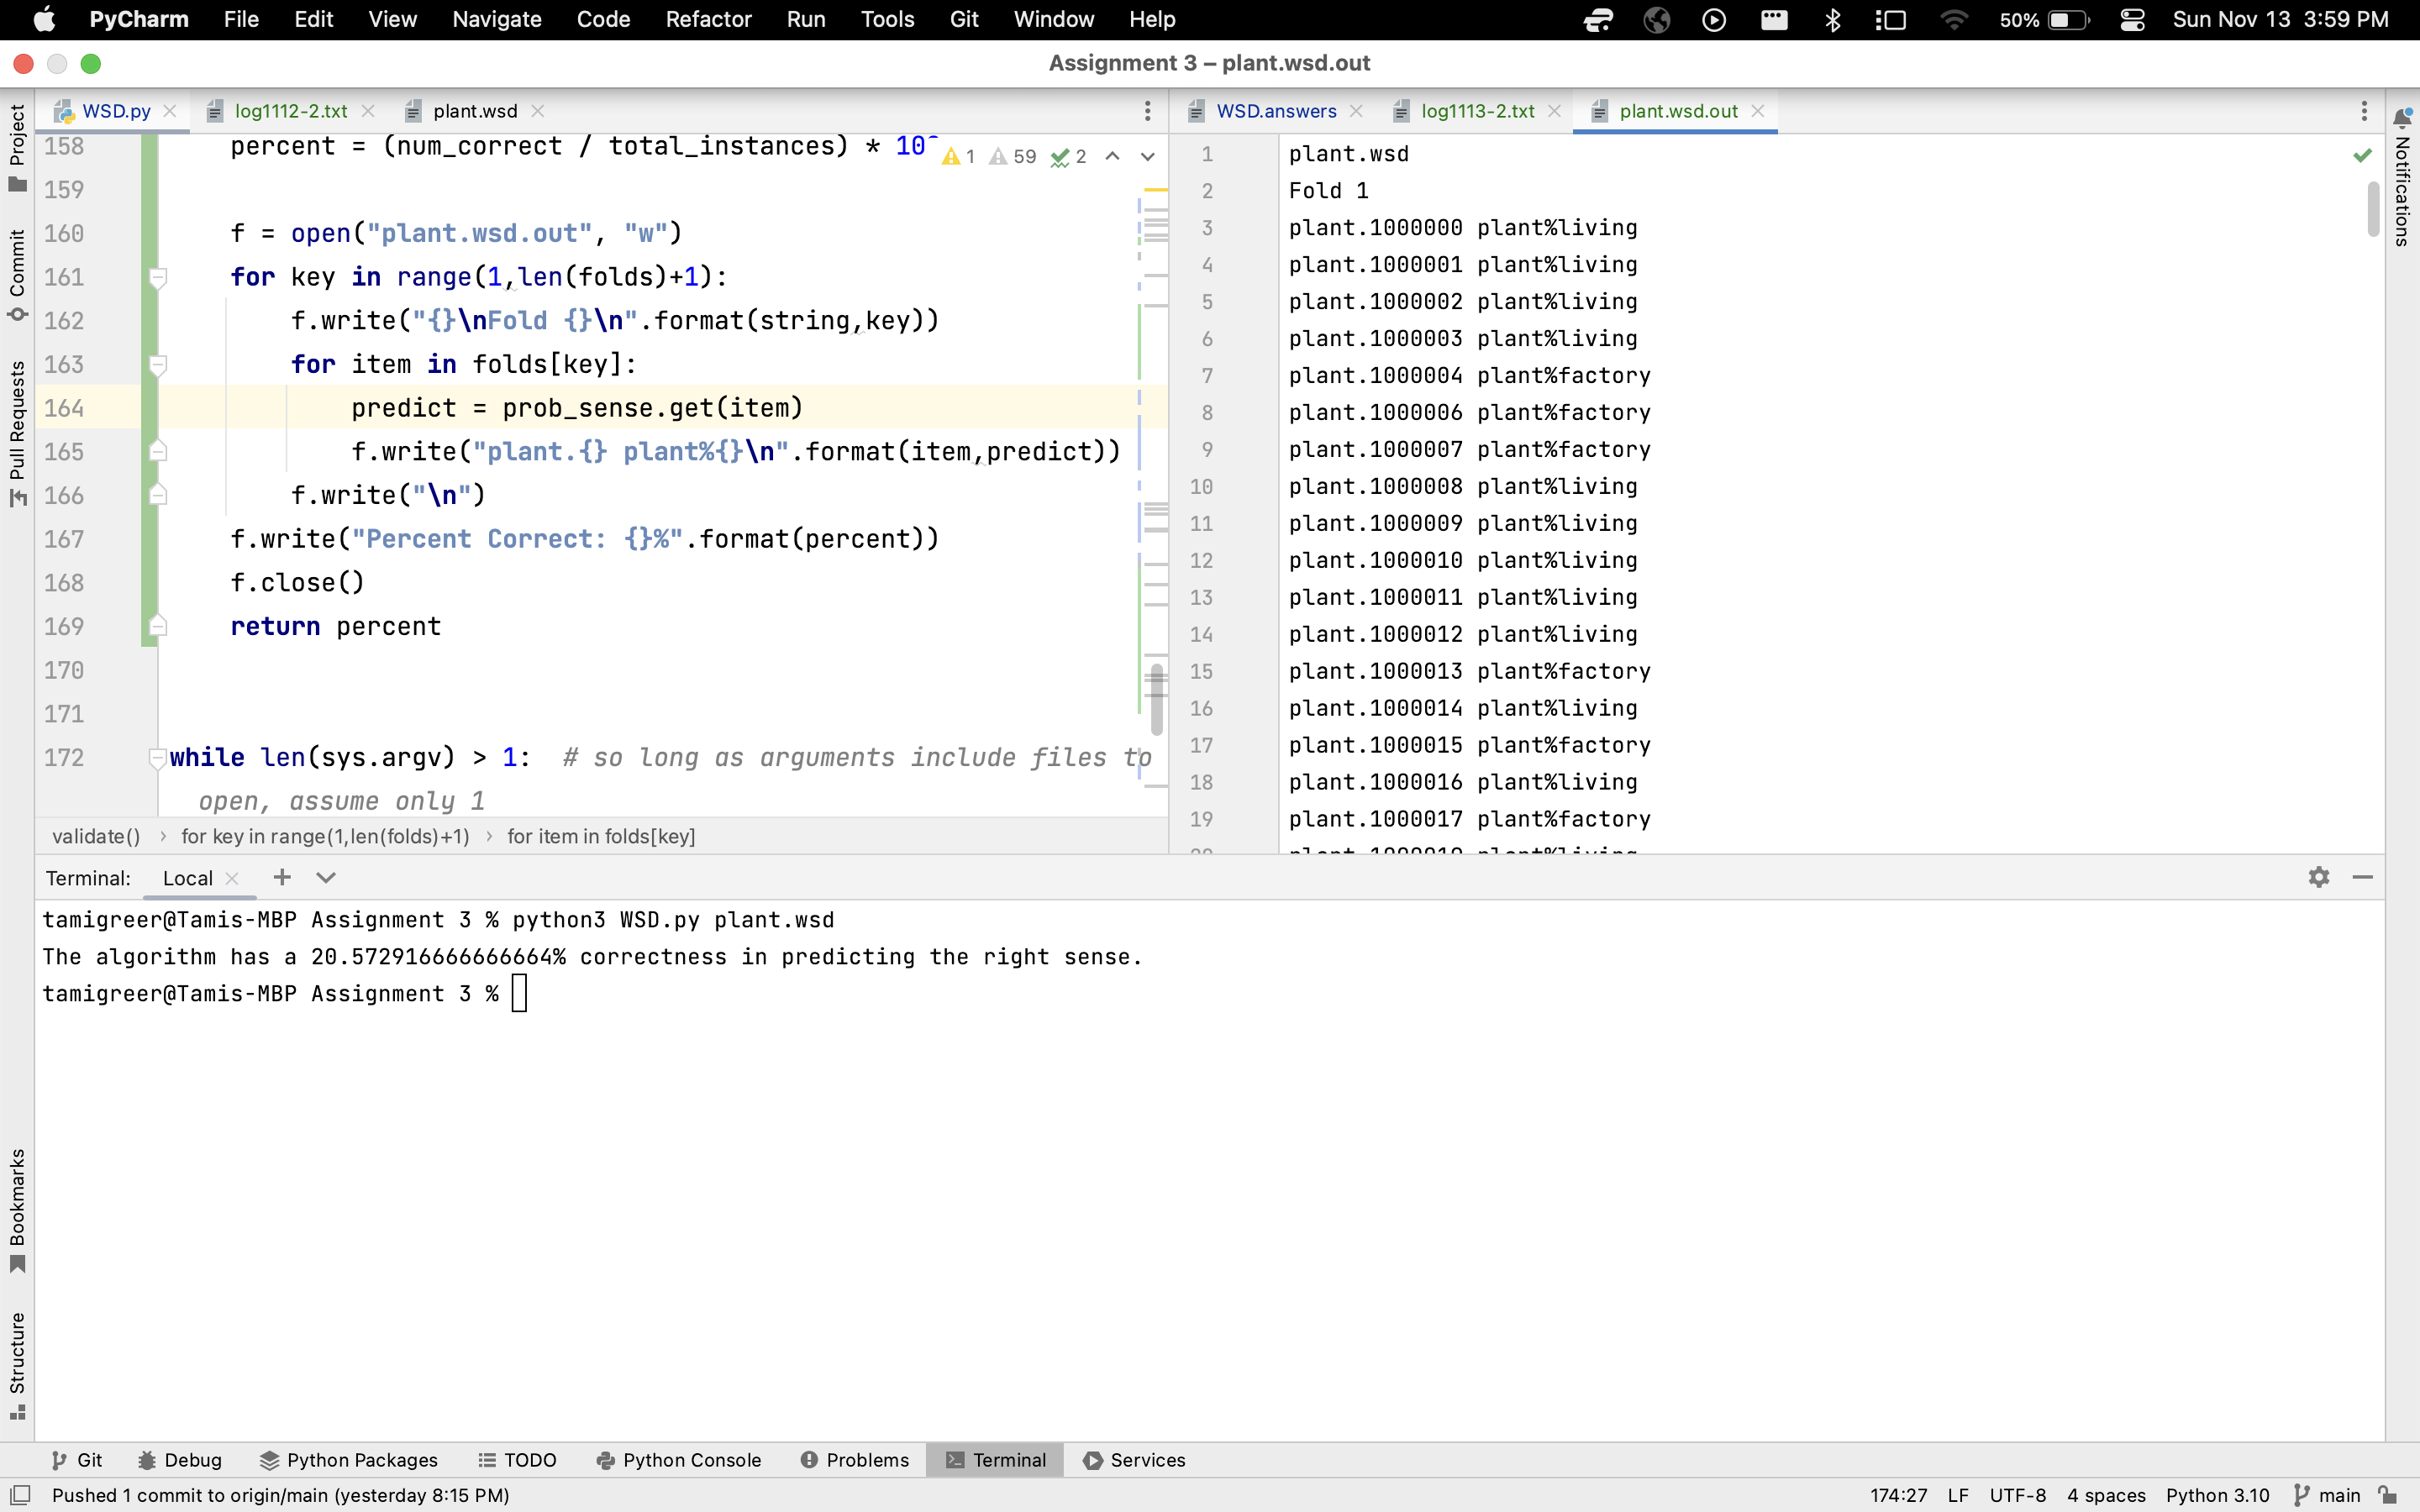 PyCharm File Edit View Navigate Code Refactor Run Tools Git Window Help 50% Sun Nov 13 3:59 PM
Assignment 3 – plant.wsd.out
Project
Commit
Pull Requests
Bookmarks
Structure
WSD.py log1112-2.txt plant.wsd
1 59 2
158 percent = (num_correct / total_instances) * 10
159
160 f = open("plant.wsd.out", "w")
161 for key in range(1,len(folds)+1):
162 f.write("{}\nFold {}\n".format(string,key))
163 for item in folds[key]:
164 predict = prob_sense.get(item)
165 f.write("plant.{} plant%{}\n".format(item,predict))
166 f.write("\n")
167 f.write("Percent Correct: {}%".format(percent))
168 f.close()
169 return percent
170
171
172 while len(sys.argv) > 1:  # so long as arguments include files to
open, assume only 1
validate() › for key in range(1,len(folds)+1) › for item in folds[key]
WSD.answers log1113-2.txt plant.wsd.out
1 plant.wsd
2 Fold 1
3 plant.1000000 plant%living
4 plant.1000001 plant%living
5 plant.1000002 plant%living
6 plant.1000003 plant%living
7 plant.1000004 plant%factory
8 plant.1000006 plant%factory
9 plant.1000007 plant%factory
10 plant.1000008 plant%living
11 plant.1000009 plant%living
12 plant.1000010 plant%living
13 plant.1000011 plant%living
14 plant.1000012 plant%living
15 plant.1000013 plant%factory
16 plant.1000014 plant%living
17 plant.1000015 plant%factory
18 plant.1000016 plant%living
19 plant.1000017 plant%factory
Notifications
Terminal: Local
tamigreer@Tamis-MBP Assignment 3 % python3 WSD.py plant.wsd
The algorithm has a 20.572916666666664% correctness in predicting the right sense.
tamigreer@Tamis-MBP Assignment 3 %
Git Debug Python Packages TODO Python Console Problems Terminal Services
Pushed 1 commit to origin/main (yesterday 8:15 PM) 174:27 LF UTF-8 4 spaces Python 3.10 main